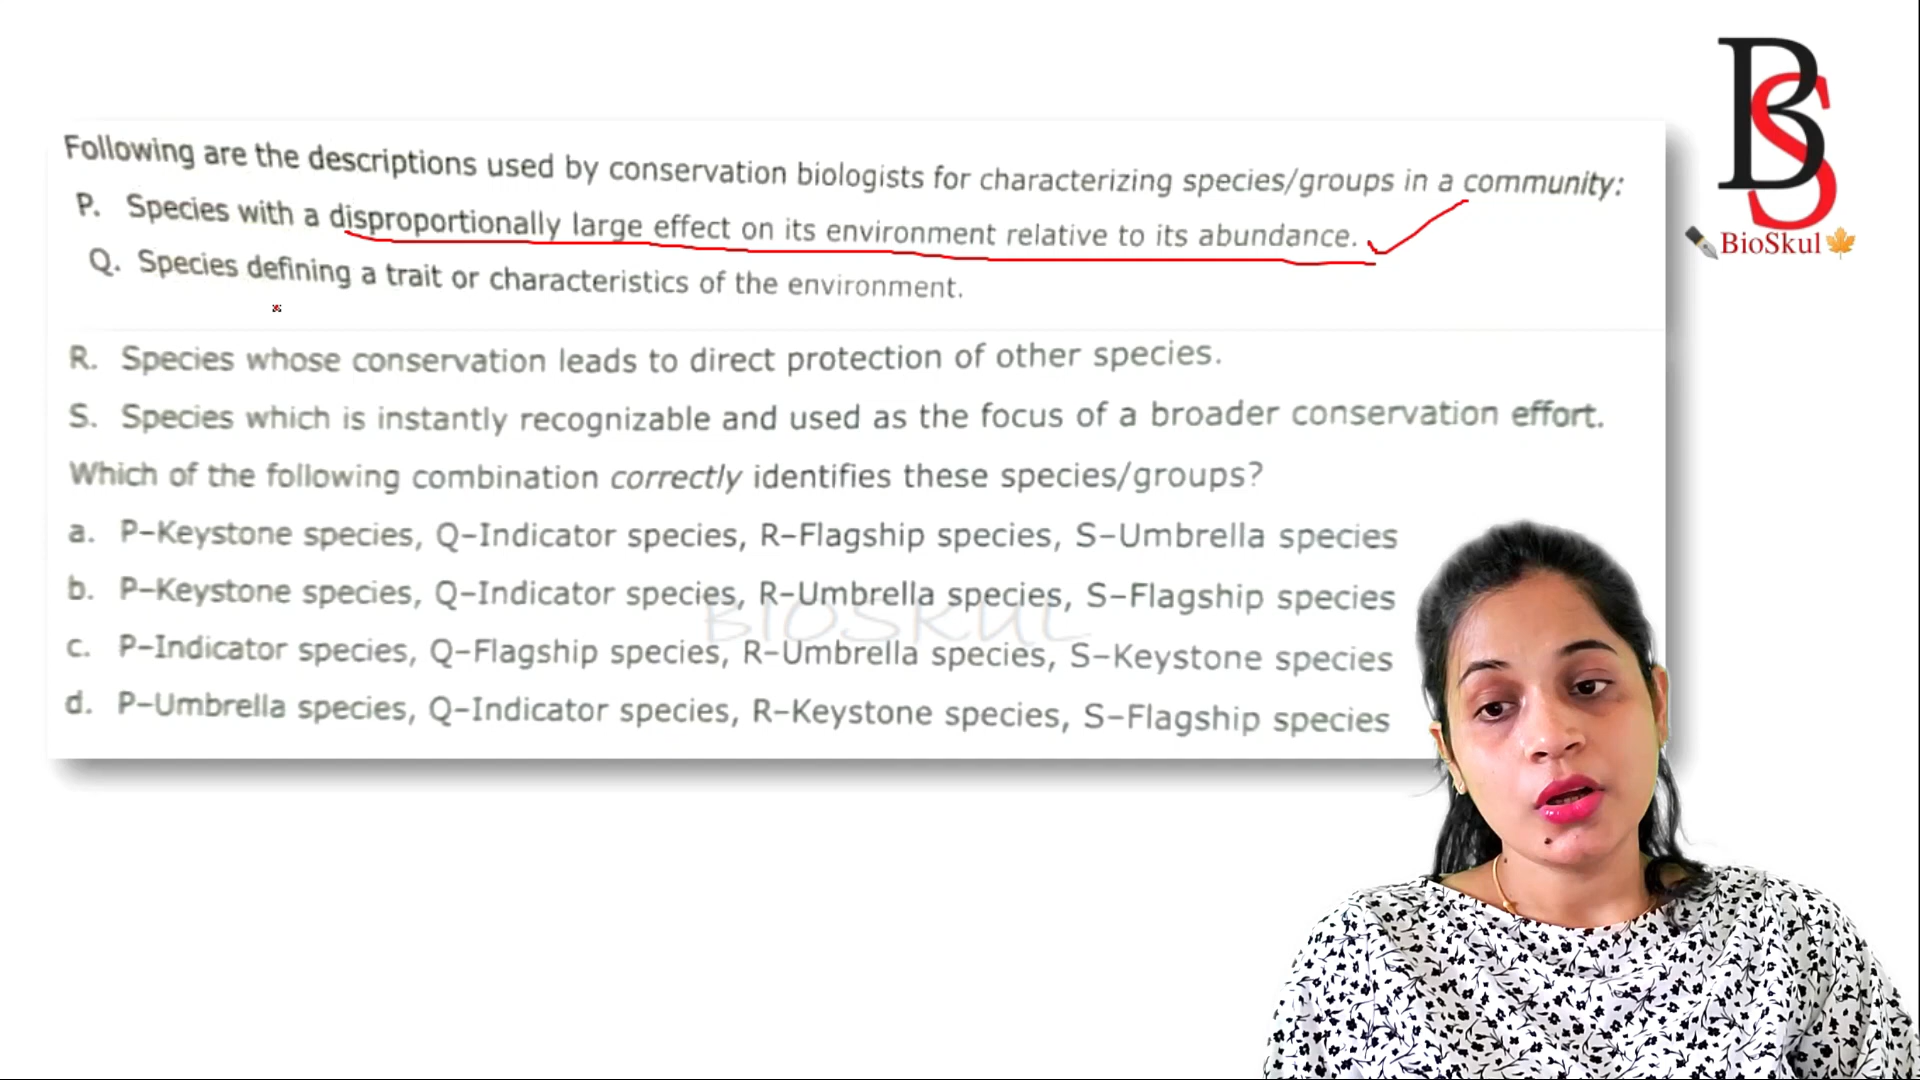 Following are the descriptions used by conservation biologists for characterizing species/groups in a community:
P. Species with a disproportionally large effect on its environment relative to its abundance.
Q. Species defining a trait or characteristics of the environment.
R. Species whose conservation leads to direct protection of other species.
S. Species which is instantly recognizable and used as the focus of a broader conservation effort.
Which of the following combination correctly identifies these species/groups?
a. P–Keystone species, Q–Indicator species, R–Flagship species, S–Umbrella species
b. P–Keystone species, Q–Indicator species, R–Umbrella species, S–Flagship species
c. P–Indicator species, Q–Flagship species, R–Umbrella species, S–Keystone species
d. P–Umbrella species, Q–Indicator species, R–Keystone species, S–Flagship species
BIOSKUL
BS
BioSkul